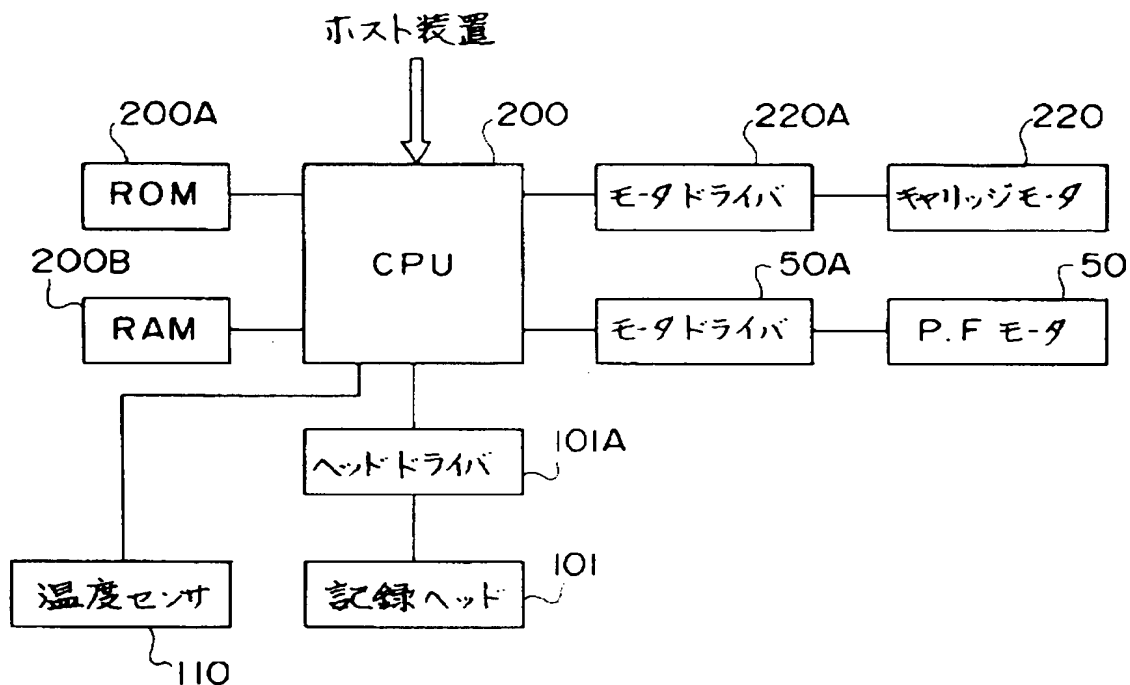 ホスト装置
200A
200
220A
220
ROM
CPU
モータドライバ
キャリッジモータ
200B
50A
50
RAM
モータドライバ
P.F モータ
101A
ヘッドドライバ
101
温度センサ
記録ヘッド
110